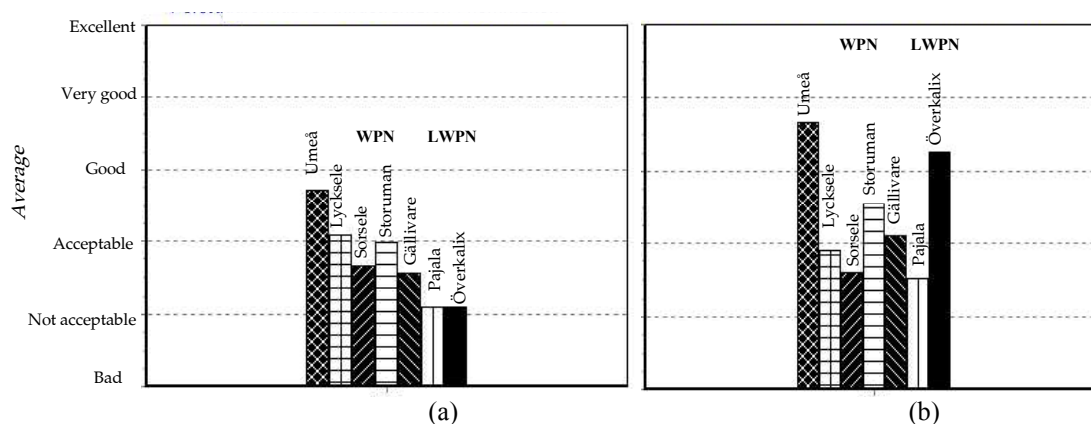 Excellent
Very good
Good
Acceptable
Not acceptable
Bad
Average
WPN LWPN
Umeå
Lycksele
Sorsele
Storuman
Gällivare
Pajala
Överkalix
(a)
WPN LWPN
Umeå
Lycksele
Sorsele
Storuman
Gällivare
Pajala
Överkalix
(b)